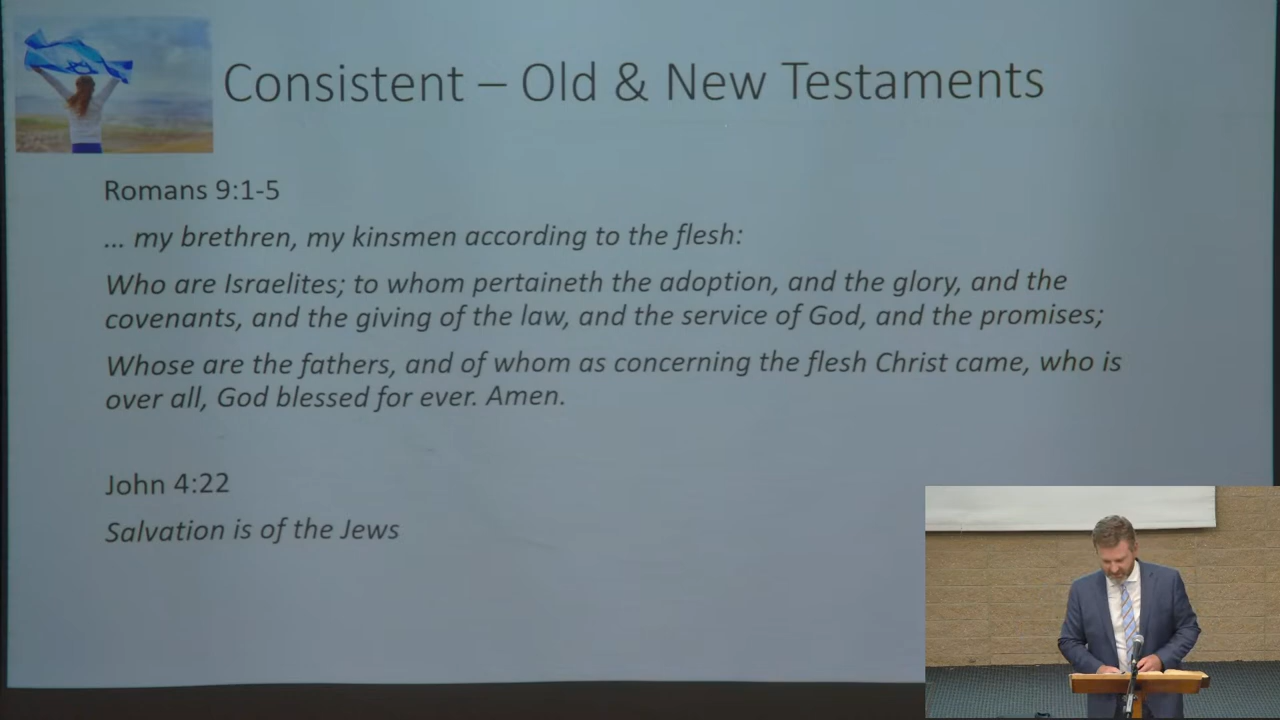 Consistent – Old & New Testaments
Romans 9:1-5
... my brethren, my kinsmen according to the flesh:
Who are Israelites; to whom pertaineth the adoption, and the glory, and the
covenants, and the giving of the law, and the service of God, and the promises;
Whose are the fathers, and of whom as concerning the flesh Christ came, who is
over all, God blessed for ever. Amen.
John 4:22
Salvation is of the Jews